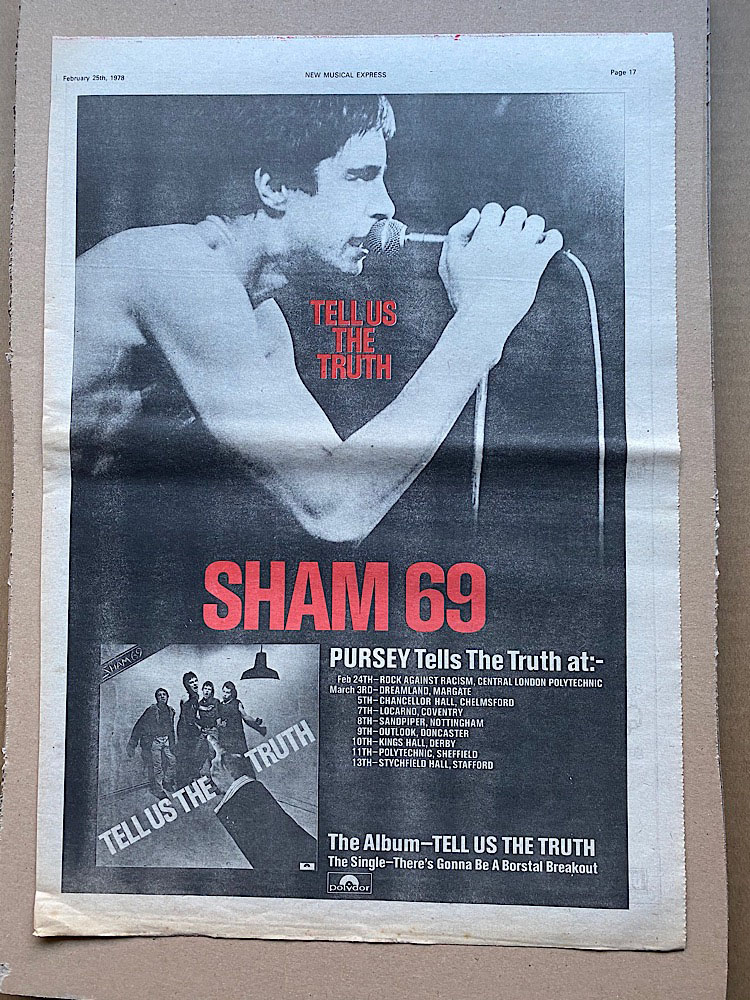 February 25th, 1978
NEW MUSICAL EXPRESS
Page 17
TELL US
THE
TRUTH
SHAM 69
SHAM 69
TELL US THE TRUTH
PURSEY Tells The Truth at:-
Feb 24TH–ROCK AGAINST RACISM, CENTRAL LONDON POLYTECHNIC
March 3RD–DREAMLAND, MARGATE
5TH–CHANCELLOR HALL, CHELMSFORD
7TH–LOCARNO, COVENTRY
8TH–SANDPIPER, NOTTINGHAM
9TH–OUTLOOK, DONCASTER
10TH–KINGS HALL, DERBY
11TH–POLYTECHNIC, SHEFFIELD
13TH–STYCHFIELD HALL, STAFFORD
The Album–TELL US THE TRUTH
The Single–There's Gonna Be A Borstal Breakout
polydor